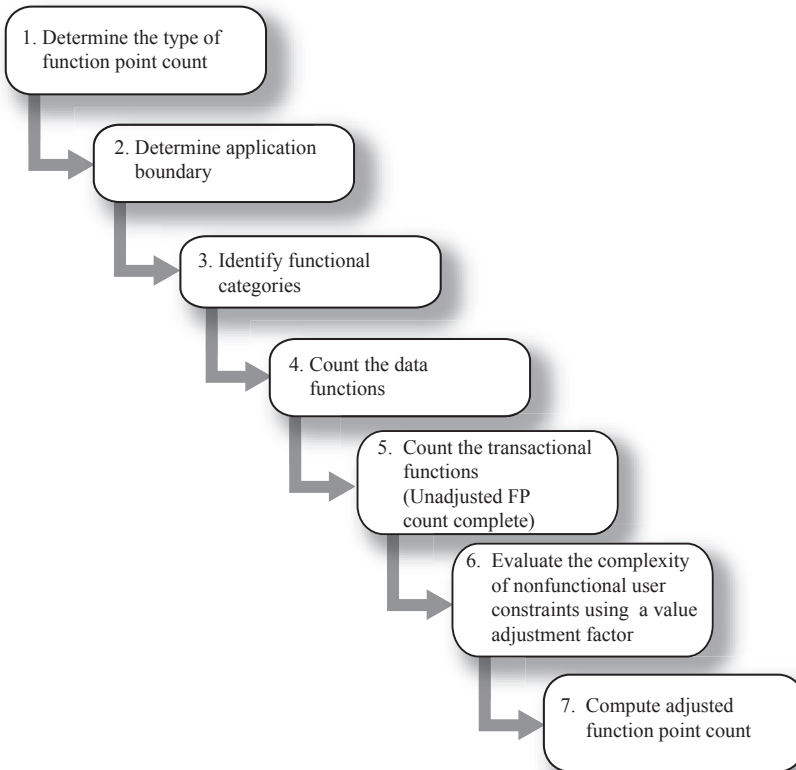 1. Determine the type of
function point count
2. Determine application
boundary
3. Identify functional
categories
4. Count the data
functions
5. Count the transactional
functions
(Unadjusted FP
count complete)
6. Evaluate the complexity
of nonfunctional user
constraints using a value
adjustment factor
7. Compute adjusted
function point count